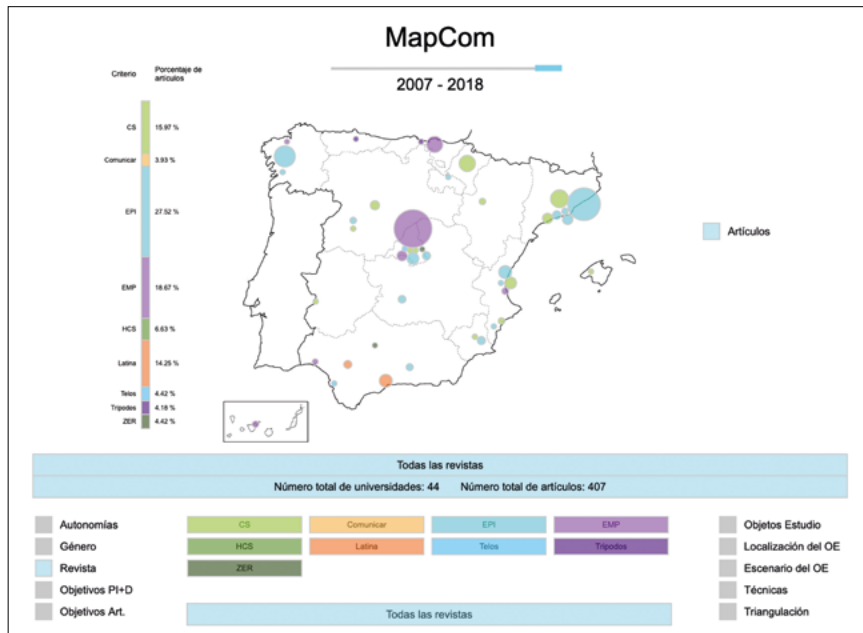 MapCom
2007 - 2018
Criterio
Porcentaje de
artículos
CS 15.97 %
Comunicar 3.93 %
EPI 27.52 %
EMP 18.67 %
HCS 6.63 %
Latina 14.25 %
Telos 4.42 %
Tripodos 4.18 %
ZER 4.42 %
Artículos
Todas las revistas
Número total de universidades: 44 Número total de artículos: 407
Autonomías
Género
Revista
Objetivos PI+D
Objetivos Art.
CS Comunicar EPI EMP
HCS Latina Telos Tripodos
ZER
Todas las revistas
Objetos Estudio
Localización del OE
Escenario del OE
Técnicas
Triangulación